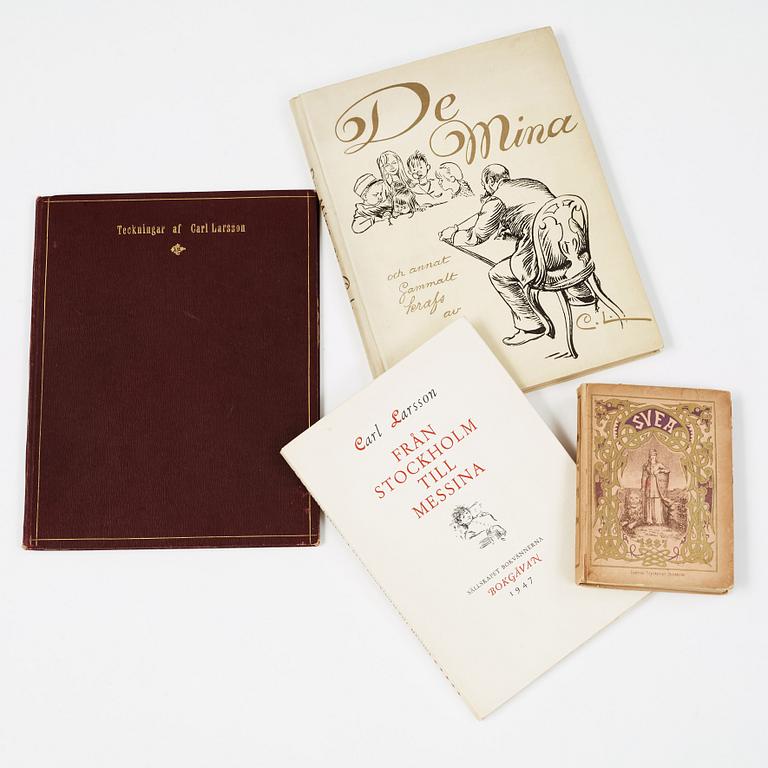 Teckningar af Carl Larsson
De
Mina
och annat
Gammalt
krafs
av
C.L.
Carl Larsson
FRÅN
STOCKHOLM
TILL
MESSINA
SÄLLSKAPET BOKVÄNNERNA
BOKGÅVAN
1947
SVEA